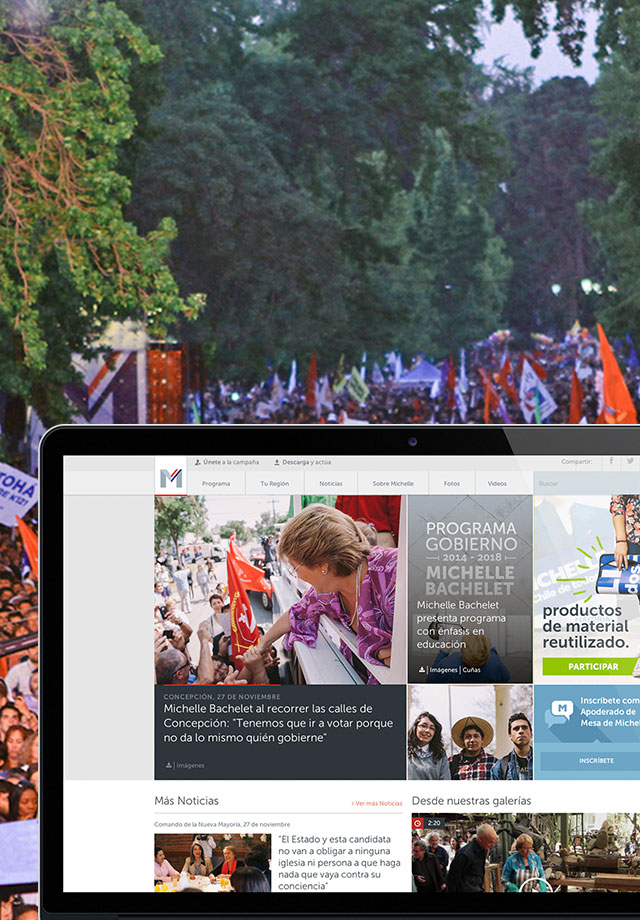 TOHA
DE K12!
M
Únete a la campaña
Descarga y actúa
Compartir:
f
Programa
Tu Región
Noticias
Sobre Michelle
Fotos
Videos
Buscar
PROGRAMA
GOBIERNO
2014 - 2018
MICHELLE
BACHELET
Michelle Bachelet
presenta programa
con énfasis en
educación
Imágenes | Cuñas
productos
de material
reutilizado.
PARTICIPAR
CONCEPCIÓN, 27 DE NOVIEMBRE
Michelle Bachelet al recorrer las calles de
Concepción: "Tenemos que ir a votar porque
no da lo mismo quién gobierne"
Imágenes
M
Inscríbete com
Apoderado de
Mesa de Michel
INSCRÍBETE
Más Noticias
Ver más Noticias
Desde nuestras galerías
Comando de la Nueva Mayoría, 27 de noviembre
"El Estado y esta candidata
no van a obligar a ninguna
iglesia ni persona a que haga
nada que vaya contra su
conciencia"
2:20